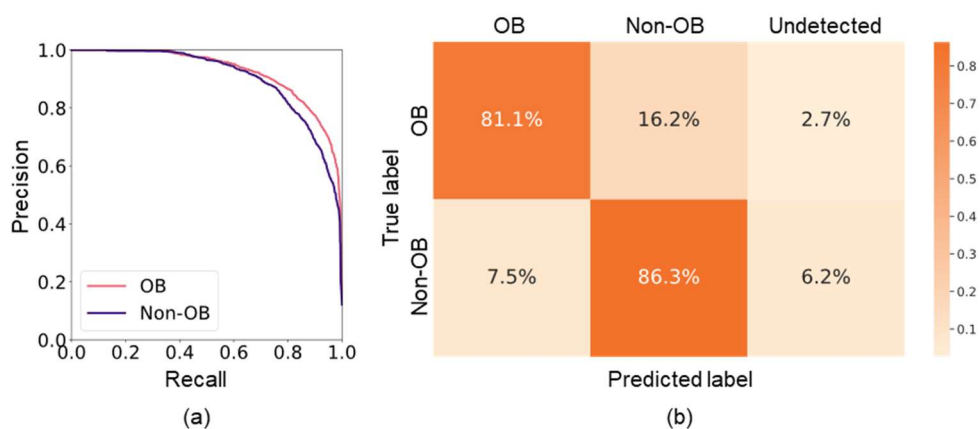 1.0
0.8
0.6
0.4
0.2
0.0
Precision
OB
Non-OB
0.0 0.2 0.4 0.6 0.8 1.0
Recall
(a)
OB Non-OB Undetected
True label
OB
81.1% 16.2% 2.7%
Non-OB
7.5% 86.3% 6.2%
Predicted label
(b)
0.8
0.7
0.6
0.5
0.4
0.3
0.2
0.1